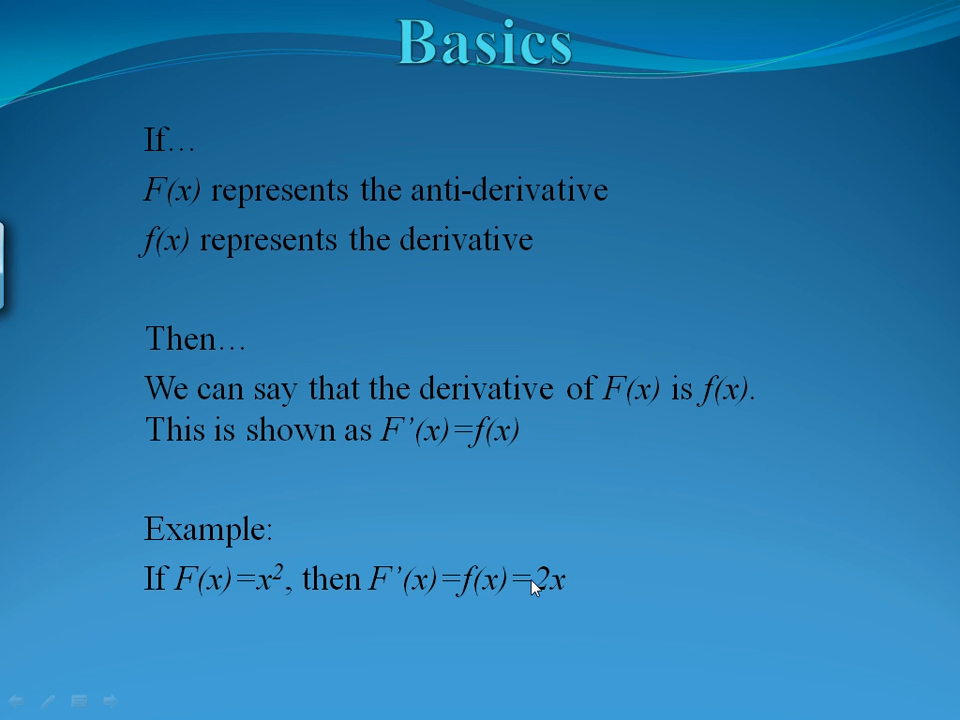 Basics
If…
F(x) represents the anti-derivative
f(x) represents the derivative
Then…
We can say that the derivative of F(x) is f(x).
This is shown as F’(x)=f(x)
Example:
If F(x)=x², then F’(x)=f(x)=2x